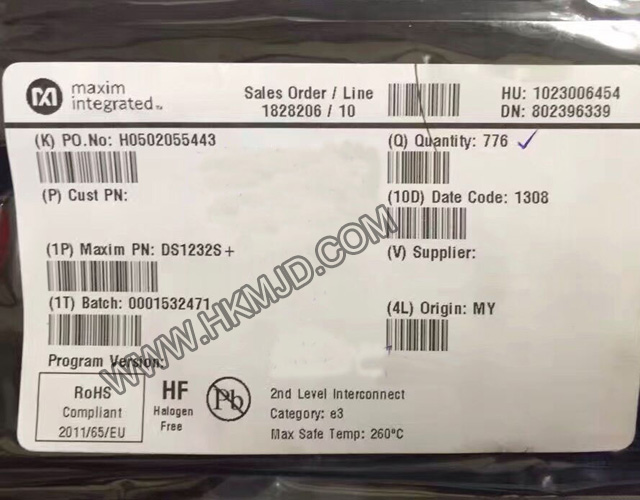 maxim
integrated™
Sales Order / Line
1828206 / 10
HU: 1023006454
DN: 802396339
(K) PO.No: H0502055443
(Q) Quantity: 776
(P) Cust PN:
(10D) Date Code: 1308
(1P) Maxim PN: DS1232S+
(V) Supplier:
(1T) Batch: 0001532471
(4L) Origin: MY
Program Version:
WWW.HKMJD.COM
RoHS
Compliant
2011/65/EU
HF
Halogen
Free
Pb
2nd Level Interconnect
Category: e3
Max Safe Temp: 260°C